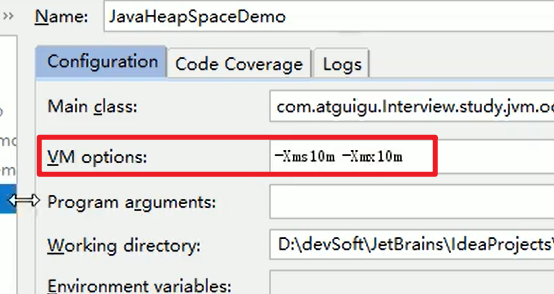 Name: JavaHeapSpaceDemo
Configuration Code Coverage Logs
Main class: com.atguigu.Interview.study.jvm.oo
VM options: -Xms10m -Xmx10m
Program arguments:
Working directory: D:\devSoft\JetBrains\IdeaProjects\
Environment variables: